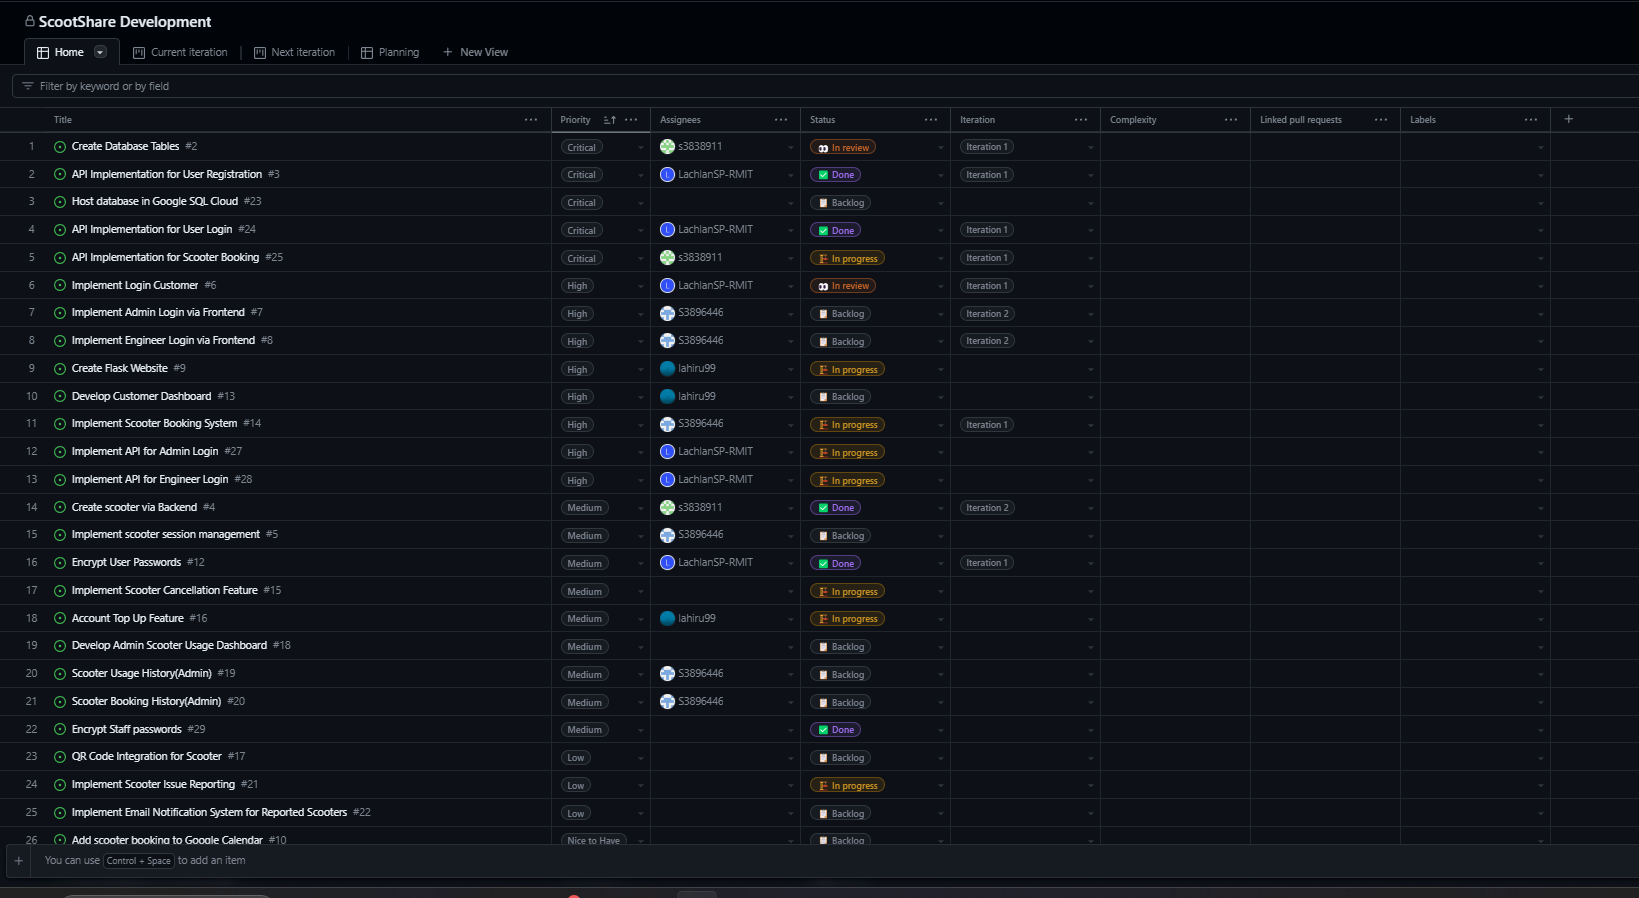 ScootShare Development
Home Current iteration Next iteration Planning + New View
Filter by keyword or by field
Title Priority Assignees Status Iteration Complexity Linked pull requests Labels +
1 Create Database Tables #2 Critical s3838911 In review Iteration 1
2 API Implementation for User Registration #3 Critical LachlanSP-RMIT Done Iteration 1
3 Host database in Google SQL Cloud #23 Critical Backlog
4 API Implementation for User Login #24 Critical LachlanSP-RMIT Done Iteration 1
5 API Implementation for Scooter Booking #25 Critical s3838911 In progress Iteration 1
6 Implement Login Customer #6 High LachlanSP-RMIT In review Iteration 1
7 Implement Admin Login via Frontend #7 High S3896446 Backlog Iteration 2
8 Implement Engineer Login via Frontend #8 High S3896446 Backlog Iteration 2
9 Create Flask Website #9 High lahiru99 In progress
10 Develop Customer Dashboard #13 High lahiru99 Backlog
11 Implement Scooter Booking System #14 High S3896446 In progress Iteration 1
12 Implement API for Admin Login #27 High LachlanSP-RMIT In progress
13 Implement API for Engineer Login #28 High LachlanSP-RMIT In progress
14 Create scooter via Backend #4 Medium s3838911 Done Iteration 2
15 Implement scooter session management #5 Medium S3896446 Backlog
16 Encrypt User Passwords #12 Medium LachlanSP-RMIT Done Iteration 1
17 Implement Scooter Cancellation Feature #15 Medium In progress
18 Account Top Up Feature #16 Medium lahiru99 In progress
19 Develop Admin Scooter Usage Dashboard #18 Medium Backlog
20 Scooter Usage History(Admin) #19 Medium S3896446 Backlog
21 Scooter Booking History(Admin) #20 Medium S3896446 Backlog
22 Encrypt Staff passwords #29 Medium Done
23 QR Code Integration for Scooter #17 Low Backlog
24 Implement Scooter Issue Reporting #21 Low In progress
25 Implement Email Notification System for Reported Scooters #22 Low Backlog
26 Add scooter booking to Google Calendar #10 Nice to Have Backlog
+ You can use Control + Space to add an item